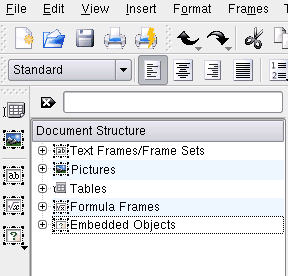 File Edit View Insert Format Frames T
Standard
Document Structure
Text Frames/Frame Sets
Pictures
Tables
Formula Frames
Embedded Objects